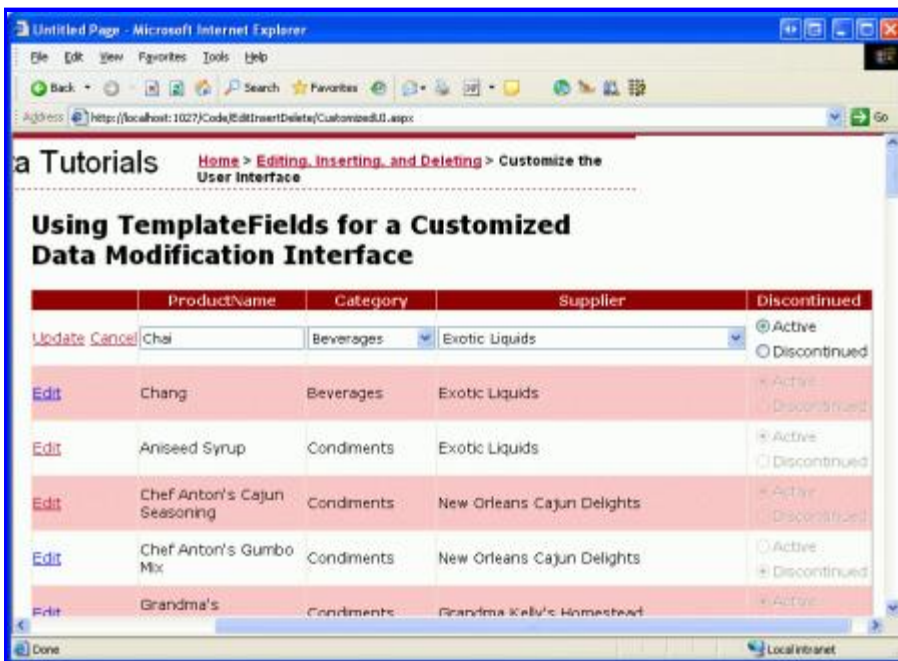 Untitled Page - Microsoft Internet Explorer
File Edit View Favorites Tools Help
Back Search Favorites
Address http://localhost:1027/Code/EditInsertDelete/CustomizedUI.aspx Go
ta Tutorials
Home > Editing, Inserting, and Deleting > Customize the
User Interface
Using TemplateFields for a Customized
Data Modification Interface
ProductName Category Supplier Discontinued
Update Cancel Chai Beverages Exotic Liquids Active
Discontinued
Edit Chang Beverages Exotic Liquids Active
Discontinued
Edit Aniseed Syrup Condiments Exotic Liquids Active
Discontinued
Edit Chef Anton's Cajun Seasoning Condiments New Orleans Cajun Delights Active
Discontinued
Edit Chef Anton's Gumbo Mix Condiments New Orleans Cajun Delights Active
Discontinued
Edit Grandma's Condiments Grandma Kelly's Homestead Active
Done Local intranet